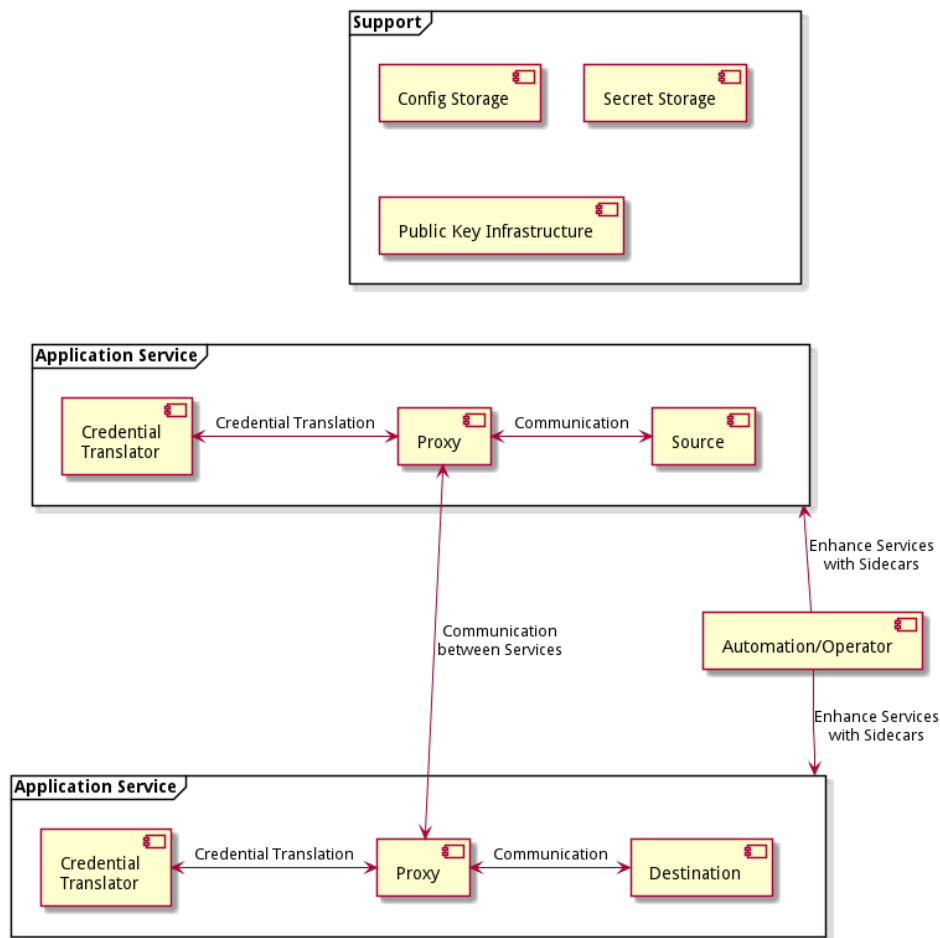 Support
Config Storage
Secret Storage
Public Key Infrastructure
Application Service
Credential
Translator
Credential Translation
Proxy
Communication
Source
Enhance Services
with Sidecars
Communication
between Services
Automation/Operator
Enhance Services
with Sidecars
Application Service
Credential
Translator
Credential Translation
Proxy
Communication
Destination